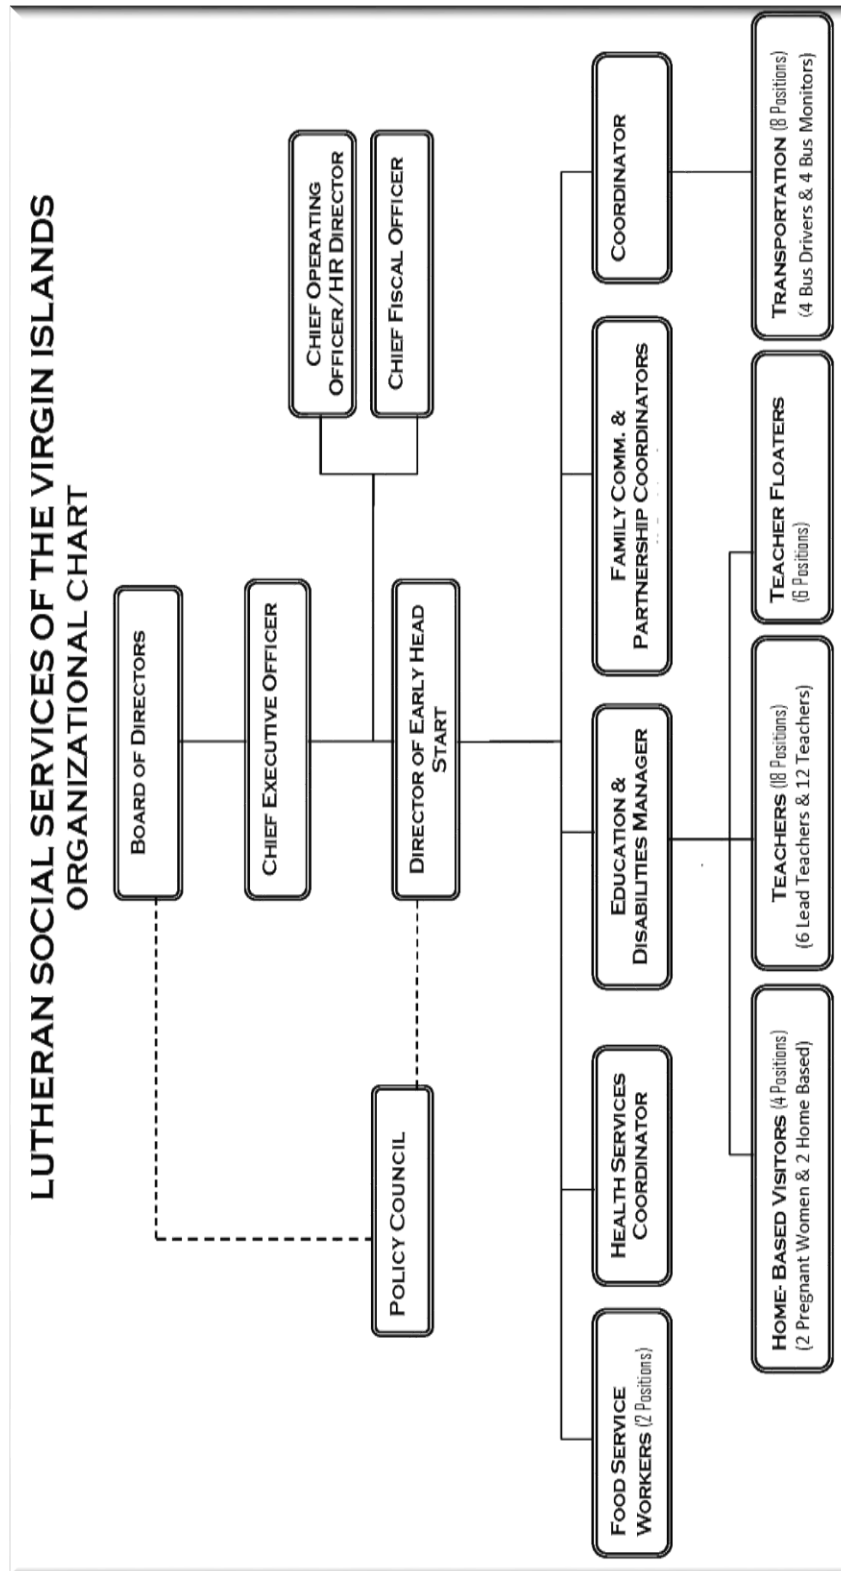 LUTHERAN SOCIAL SERVICES OF THE VIRGIN ISLANDS
ORGANIZATIONAL CHART
BOARD OF DIRECTORS
CHIEF EXECUTIVE OFFICER
CHIEF OPERATING
OFFICER/HR DIRECTOR
CHIEF FISCAL OFFICER
POLICY COUNCIL
DIRECTOR OF EARLY HEAD
START
FOOD SERVICE
WORKERS (2 Positions)
HEALTH SERVICES
COORDINATOR
EDUCATION &
DISABILITIES MANAGER
FAMILY COMM. &
PARTNERSHIP COORDINATORS
COORDINATOR
HOME- BASED VISITORS (4 Positions)
(2 Pregnant Women & 2 Home Based)
TEACHERS (18 Positions)
(6 Lead Teachers & 12 Teachers)
TEACHER FLOATERS
(6 Positions)
TRANSPORTATION (8 Positions)
(4 Bus Drivers & 4 Bus Monitors)